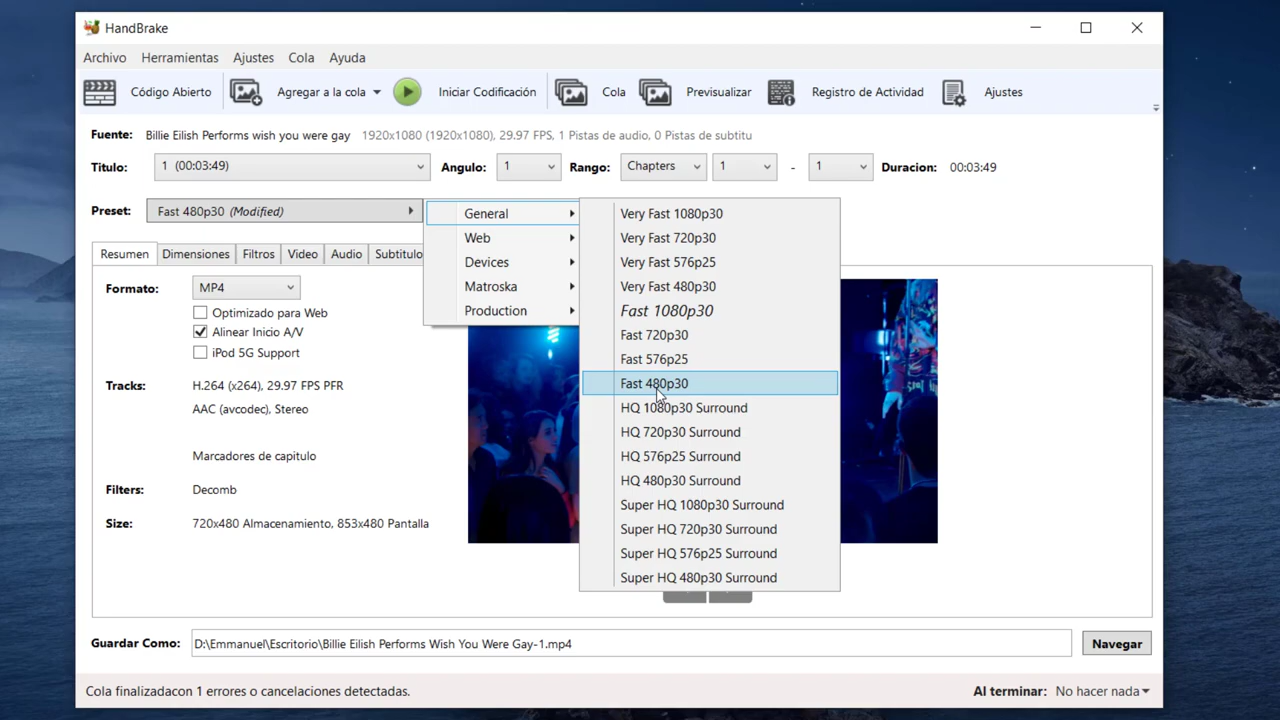 HandBrake
Archivo Herramientas Ajustes Cola Ayuda
Código Abierto Agregar a la cola Iniciar Codificación Cola Previsualizar Registro de Actividad Ajustes
Fuente: Billie Eilish Performs wish you were gay 1920x1080 (1920x1080), 29.97 FPS, 1 Pistas de audio, 0 Pistas de subtitu
Titulo: 1 (00:03:49) Angulo: 1 Rango: Chapters 1 - 1 Duracion: 00:03:49
Preset: Fast 480p30 (Modified)
General
Web
Devices
Matroska
Production
Very Fast 1080p30
Very Fast 720p30
Very Fast 576p25
Very Fast 480p30
Fast 1080p30
Fast 720p30
Fast 576p25
Fast 480p30
HQ 1080p30 Surround
HQ 720p30 Surround
HQ 576p25 Surround
HQ 480p30 Surround
Super HQ 1080p30 Surround
Super HQ 720p30 Surround
Super HQ 576p25 Surround
Super HQ 480p30 Surround
Resumen Dimensiones Filtros Video Audio Subtitulo
Formato: MP4
Optimizado para Web
Alinear Inicio A/V
iPod 5G Support
Tracks: H.264 (x264), 29.97 FPS PFR
AAC (avcodec), Stereo
Marcadores de capitulo
Filters: Decomb
Size: 720x480 Almacenamiento, 853x480 Pantalla
Guardar Como: D:\Emmanuel\Escritorio\Billie Eilish Performs Wish You Were Gay-1.mp4 Navegar
Cola finalizadacon 1 errores o cancelaciones detectadas. Al terminar: No hacer nada